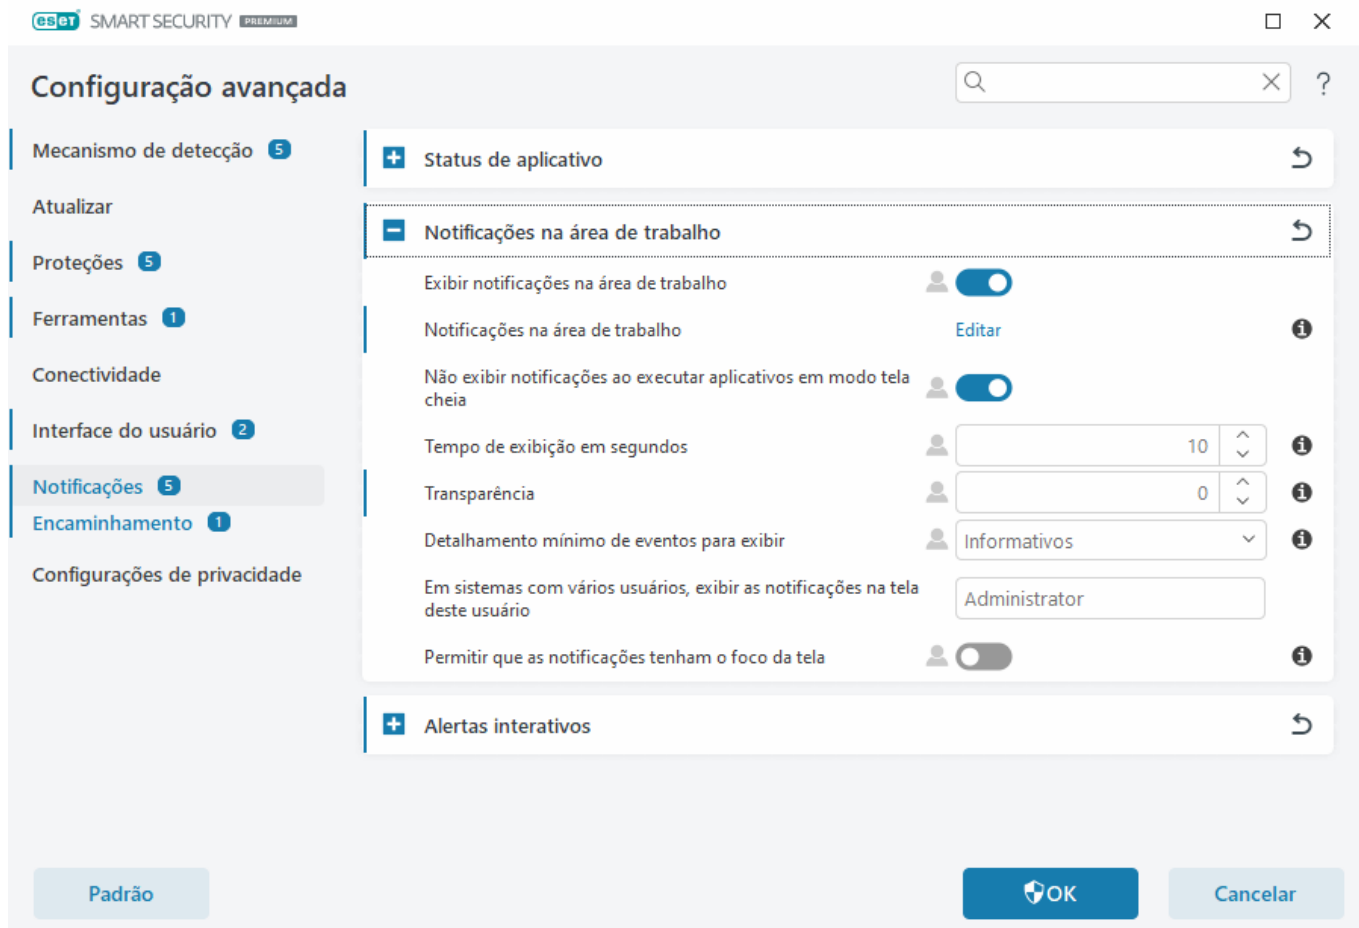 eset SMART SECURITY PREMIUM
Configuração avançada
?
Mecanismo de detecção 5
Atualizar
Proteções 5
Ferramentas 1
Conectividade
Interface do usuário 2
Notificações 5
Encaminhamento 1
Configurações de privacidade
Status de aplicativo
Notificações na área de trabalho
Exibir notificações na área de trabalho
Notificações na área de trabalho Editar
Não exibir notificações ao executar aplicativos em modo tela
cheia
Tempo de exibição em segundos 10
Transparência 0
Detalhamento mínimo de eventos para exibir Informativos
Em sistemas com vários usuários, exibir as notificações na tela
deste usuário
Administrator
Permitir que as notificações tenham o foco da tela
Alertas interativos
Padrão OK Cancelar